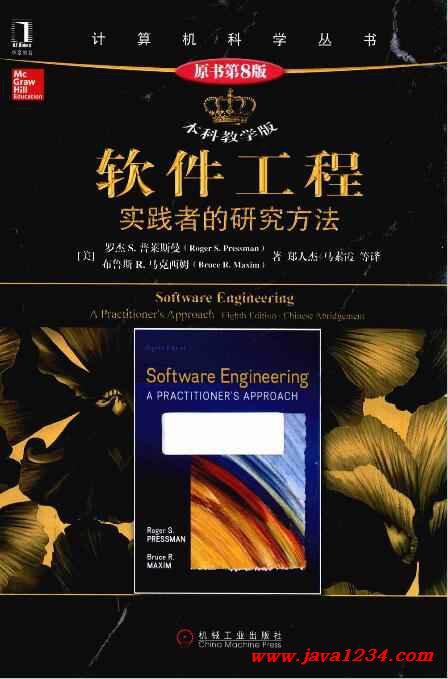 计算机科学丛书
华章教育
Mc
Graw
Hill
Education
原书第8版
本科教学版
软件工程
实践者的研究方法
[美] 罗杰 S. 普莱斯曼 (Roger S. Pressman)
布鲁斯 R. 马克西姆 (Bruce R. Maxim) 著 郑人杰 马素霞 等译
Software Engineering
A Practitioner's Approach Eighth Edition · Chinese Abridgement
Eighth Edition
Software Engineering
A PRACTITIONER'S APPROACH
Roger S.
PRESSMAN
Bruce R.
MAXIM
机械工业出版社
China Machine Press
www.java1234.com